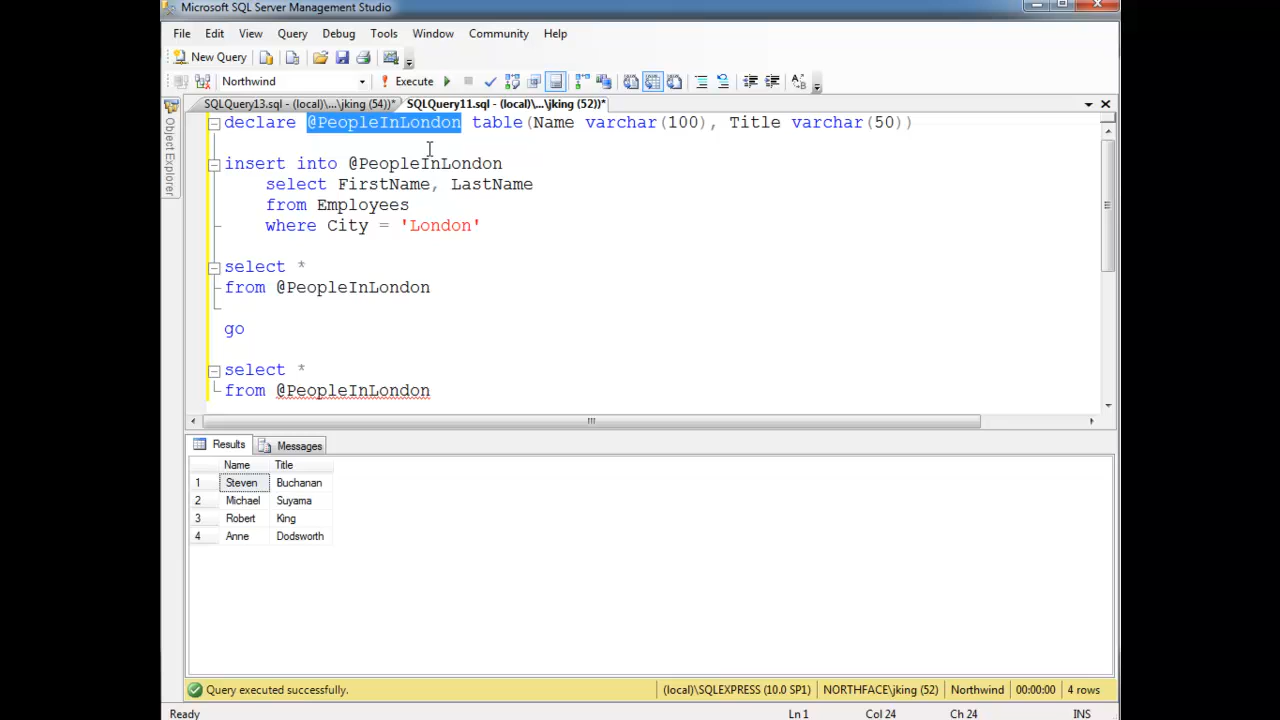 Microsoft SQL Server Management Studio
File Edit View Query Debug Tools Window Community Help
New Query
Northwind Execute
SQLQuery13.sql - (local)\...\jking (54))* SQLQuery11.sql - (local)\...\jking (52))*
Object Explorer
declare @PeopleInLondon table(Name varchar(100), Title varchar(50))
insert into @PeopleInLondon
select FirstName, LastName
from Employees
where City = 'London'
select *
from @PeopleInLondon
go
select *
from @PeopleInLondon
Results Messages
Name Title
1 Steven Buchanan
2 Michael Suyama
3 Robert King
4 Anne Dodsworth
Query executed successfully. (local)\SQLEXPRESS (10.0 SP1) NORTHFACE\jking (52) Northwind 00:00:00 4 rows
Ready Ln 1 Col 24 Ch 24 INS